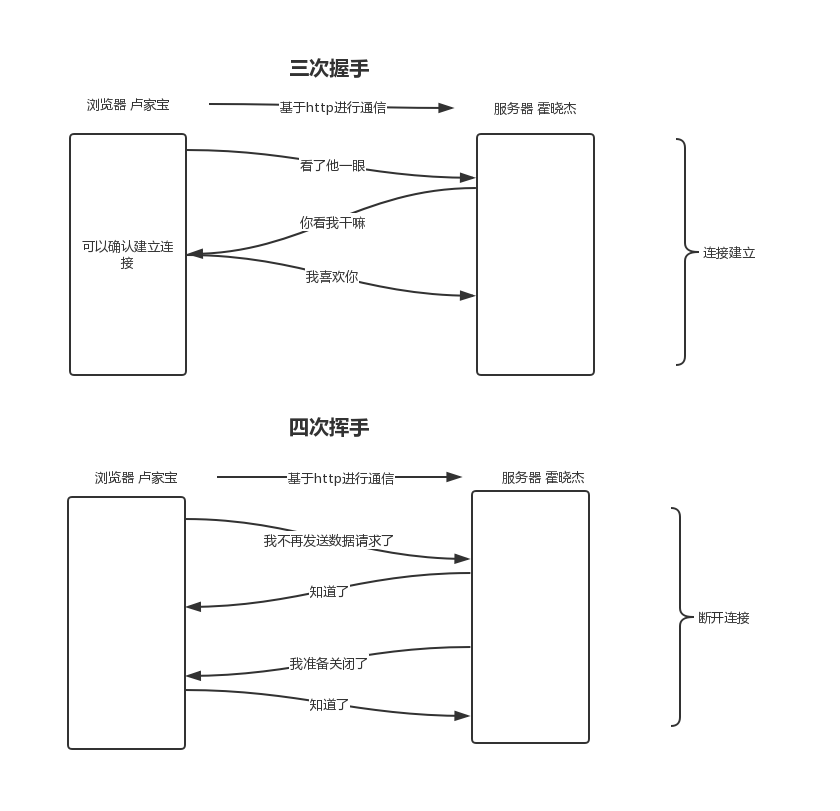 三次握手
浏览器 卢家宝
基于http进行通信
服务器 霍晓杰
看了他一眼
你看我干嘛
可以确认建立连
接
我喜欢你
连接建立
四次挥手
浏览器 卢家宝
基于http进行通信
服务器 霍晓杰
我不再发送数据请求了
知道了
我准备关闭了
知道了
断开连接